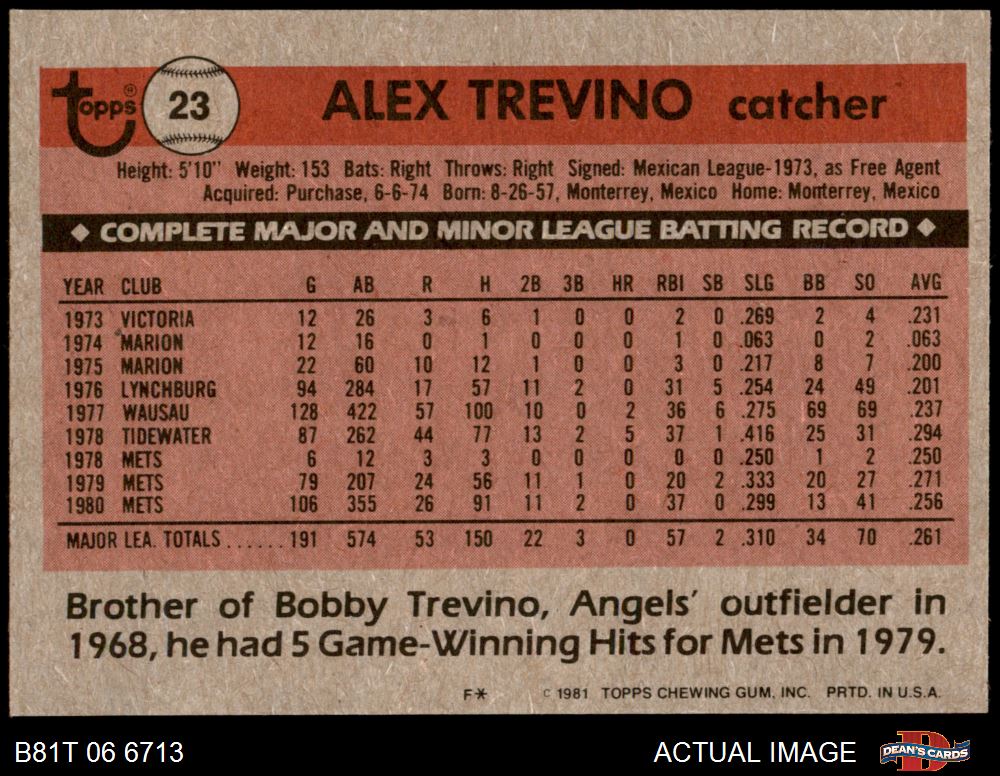 topps® 23 ALEX TREVINO catcher
Height: 5'10" Weight: 153 Bats: Right Throws: Right Signed: Mexican League-1973, as Free Agent
Acquired: Purchase, 6-6-74 Born: 8-26-57, Monterrey, Mexico Home: Monterrey, Mexico
◆ COMPLETE MAJOR AND MINOR LEAGUE BATTING RECORD ◆
YEAR CLUB G AB R H 2B 3B HR RBI SB SLG BB SO AVG
1973 VICTORIA 12 26 3 6 1 0 0 2 0 .269 2 4 .231
1974 MARION 12 16 0 1 0 0 0 1 0 .063 0 2 .063
1975 MARION 22 60 10 12 1 0 0 3 0 .217 8 7 .200
1976 LYNCHBURG 94 284 17 57 11 2 0 31 5 .254 24 49 .201
1977 WAUSAU 128 422 57 100 10 0 2 36 6 .275 69 69 .237
1978 TIDEWATER 87 262 44 77 13 2 5 37 1 .416 25 31 .294
1978 METS 6 12 3 3 0 0 0 0 0 .250 1 2 .250
1979 METS 79 207 24 56 11 1 0 20 2 .333 20 27 .271
1980 METS 106 355 26 91 11 2 0 37 0 .299 13 41 .256
MAJOR LEA. TOTALS ...... 191 574 53 150 22 3 0 57 2 .310 34 70 .261
Brother of Bobby Trevino, Angels' outfielder in
1968, he had 5 Game-Winning Hits for Mets in 1979.
F* © 1981 TOPPS CHEWING GUM, INC. PRTD. IN U.S.A.
B81T 06 6713 ACTUAL IMAGE DEAN'S CARDS